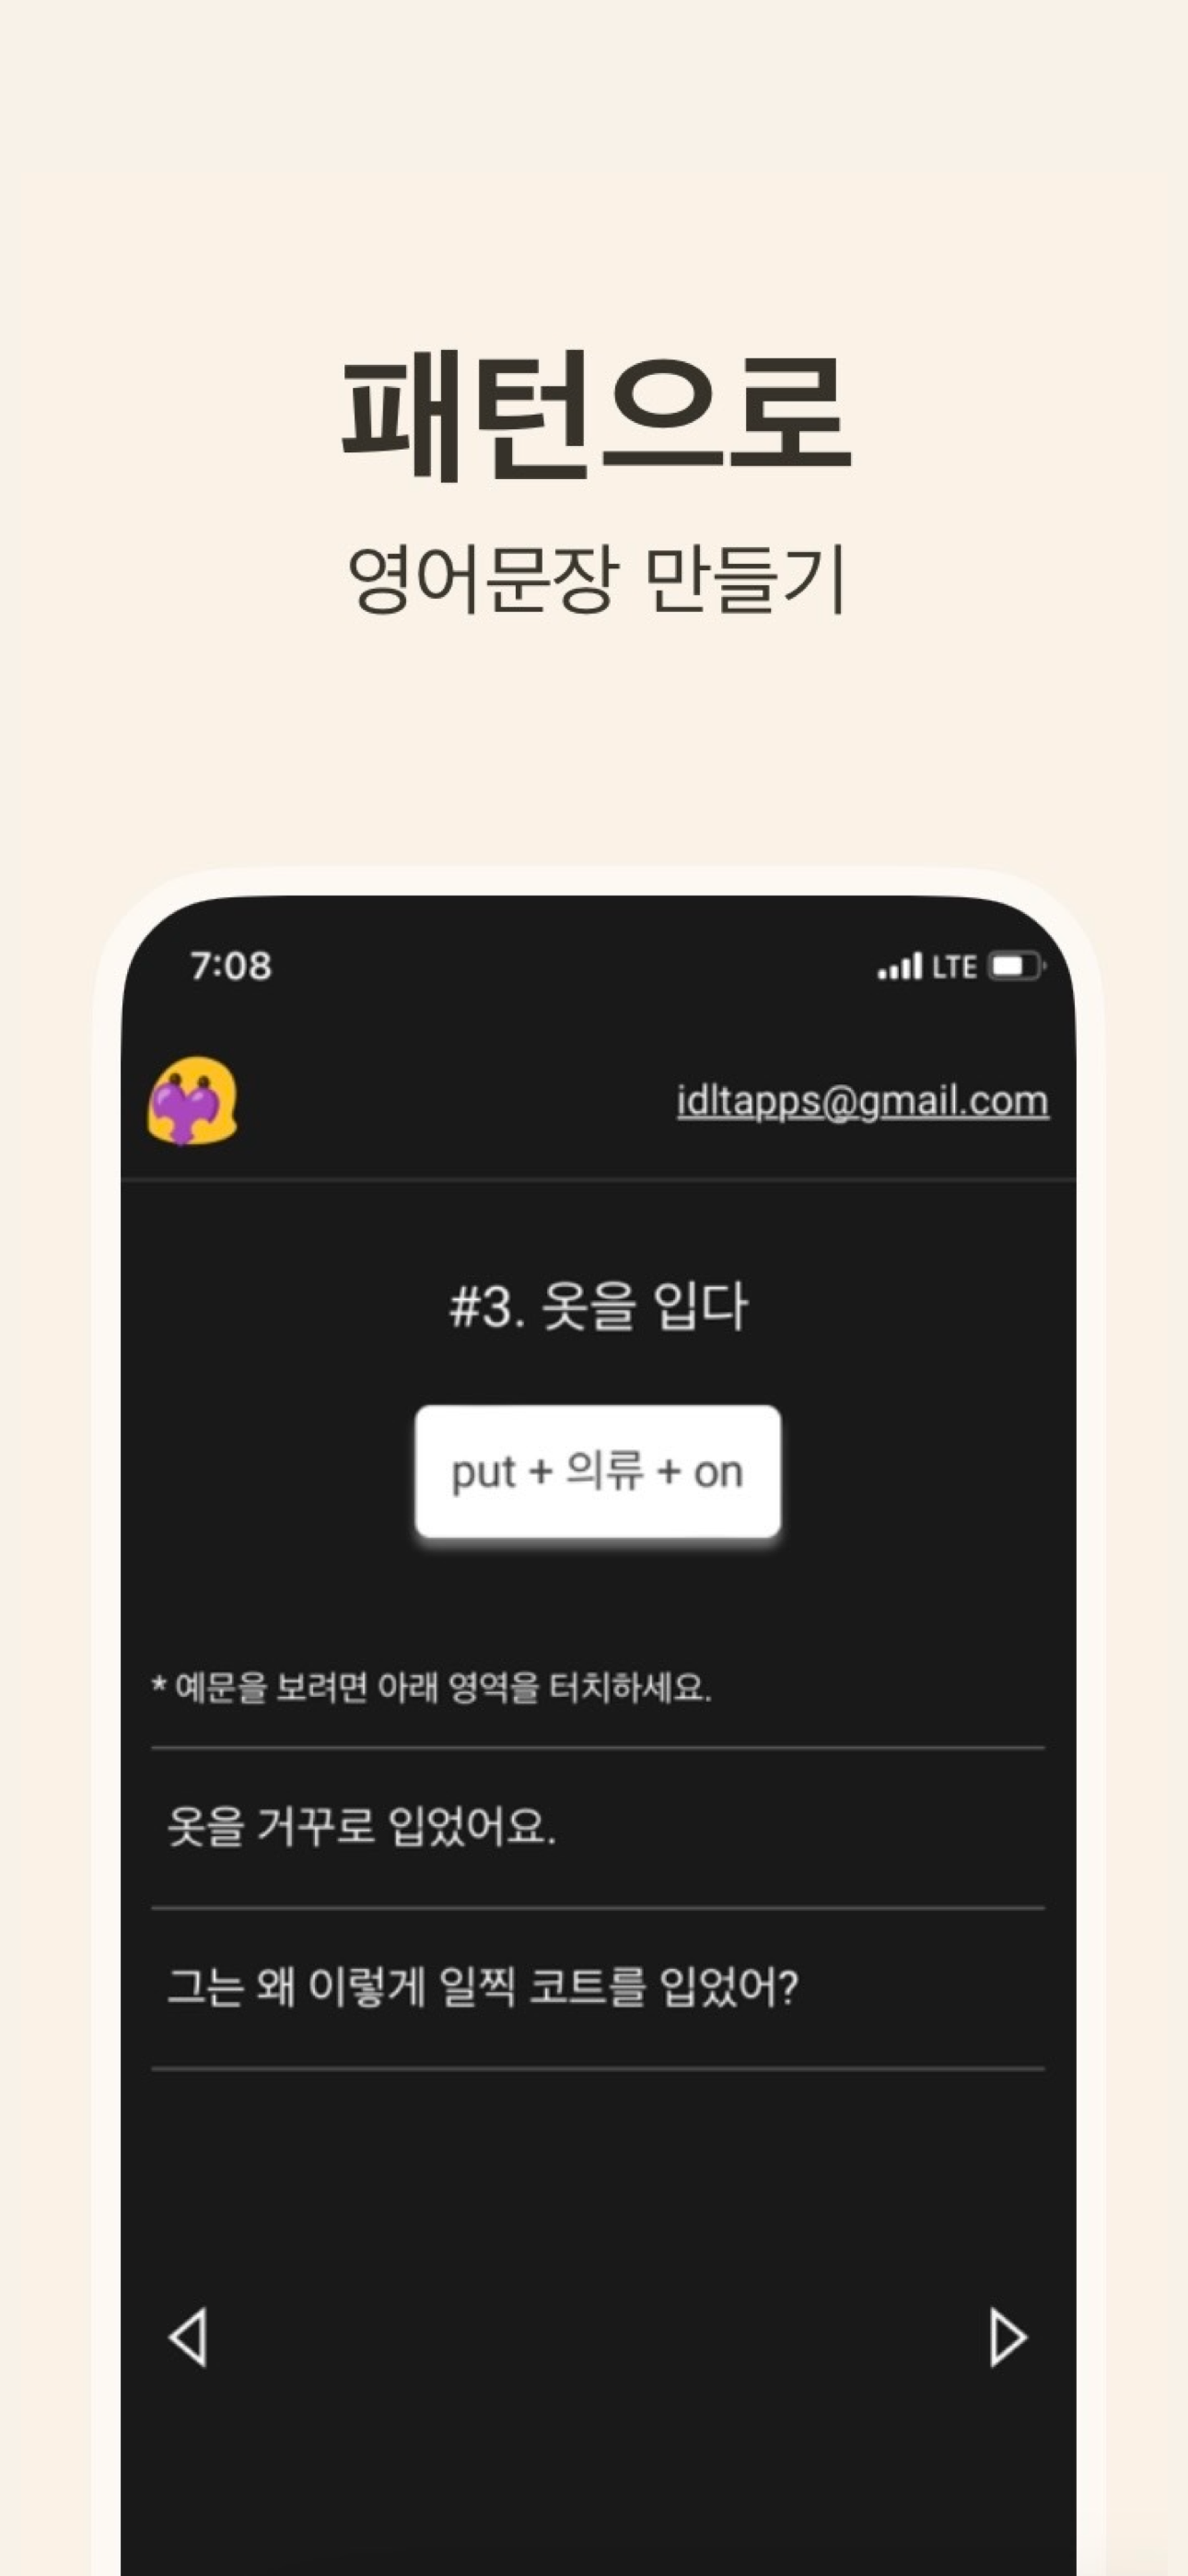 패턴으로
영어문장 만들기
7:08 LTE
idltapps@gmail.com
#3. 옷을 입다
put + 의류 + on
* 예문을 보려면 아래 영역을 터치하세요.
옷을 거꾸로 입었어요.
그는 왜 이렇게 일찍 코트를 입었어?